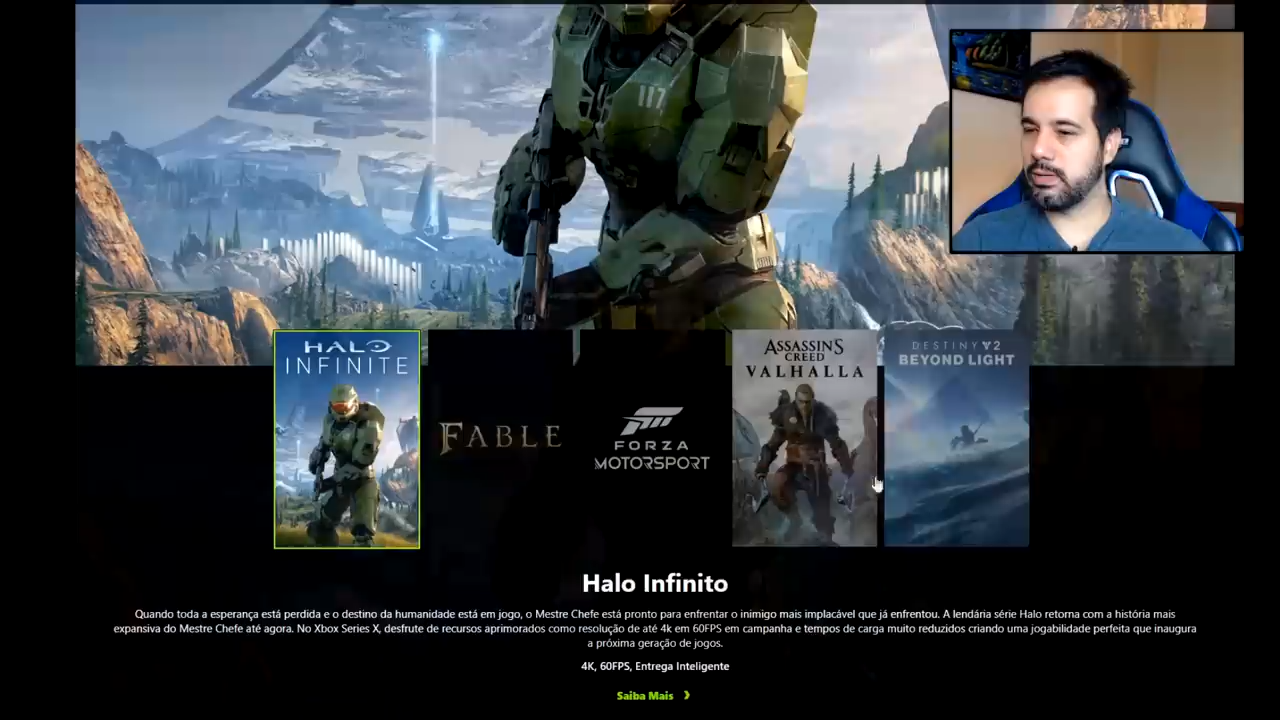 117
HALO
INFINITE
FABLE
FORZA
MOTORSPORT
ASSASSIN'S
CREED
VALHALLA
DESTINY 2
BEYOND LIGHT
Halo Infinito
Quando toda a esperança está perdida e o destino da humanidade está em jogo, o Mestre Chefe está pronto para enfrentar o inimigo mais implacável que já enfrentou. A lendária série Halo retorna com a história mais
expansiva do Mestre Chefe até agora. No Xbox Series X, desfrute de recursos aprimorados como resolução de até 4k em 60FPS em campanha e tempos de carga muito reduzidos criando uma jogabilidade perfeita que inaugura
a próxima geração de jogos.
4K, 60FPS, Entrega Inteligente
Saiba Mais